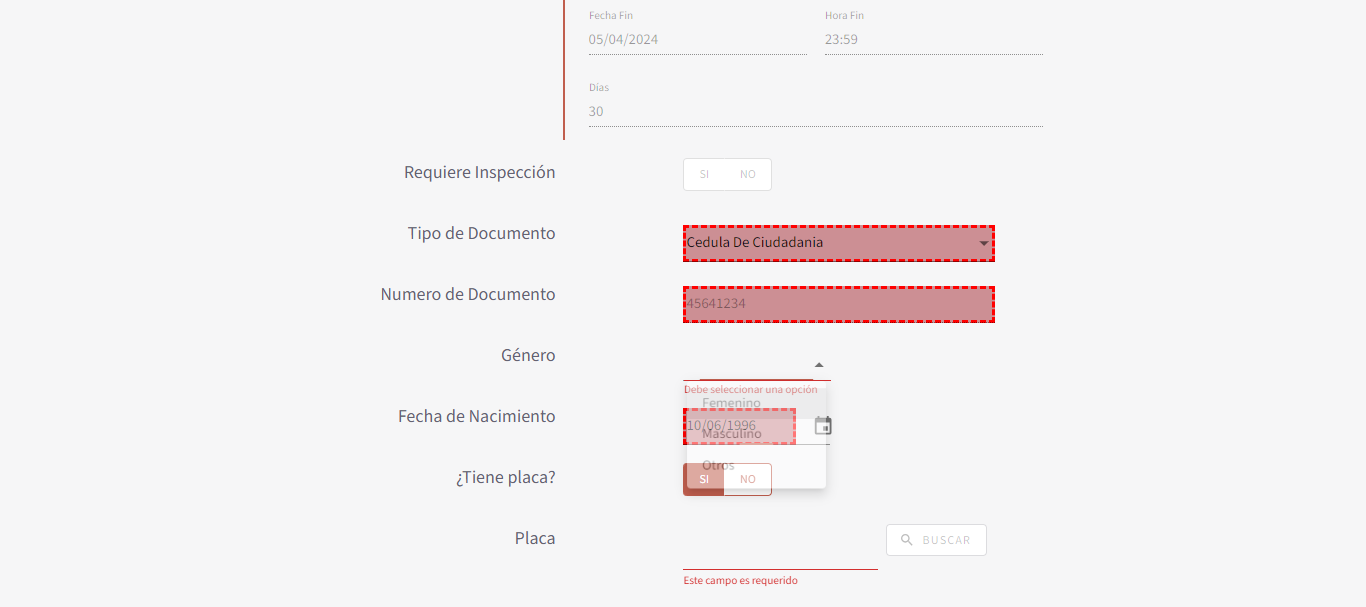 Fecha Fin
Hora Fin
05/04/2024
23:59
Días
30
Requiere Inspección
SI
NO
Tipo de Documento
Cedula De Ciudadania
Numero de Documento
45641234
Género
Debe seleccionar una opción
Femenino
Fecha de Nacimiento
10/06/1996
Masculino
Otros
¿Tiene placa?
SI
NO
Placa
BUSCAR
Este campo es requerido